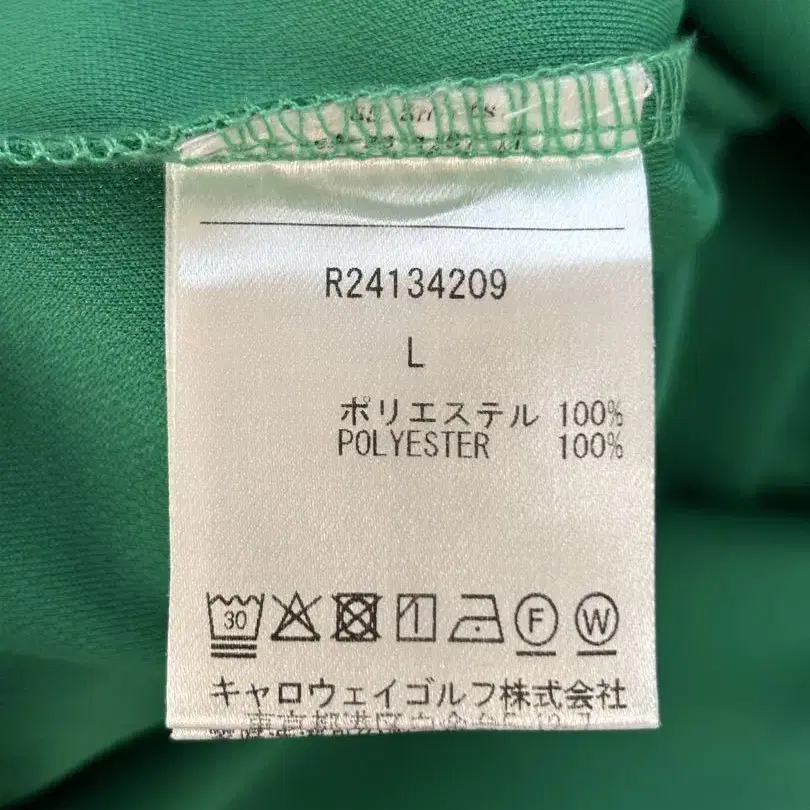 R24134209
L
ポリエステル 100%
POLYESTER 100%
30
F
W
キャロウェイゴルフ株式会社